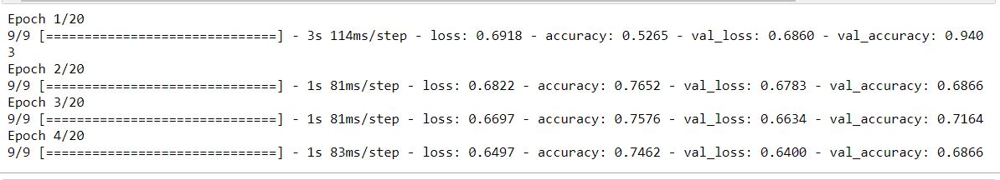 Epoch 1/20
9/9 [==============================] - 3s 114ms/step - loss: 0.6918 - accuracy: 0.5265 - val_loss: 0.6860 - val_accuracy: 0.940
3
Epoch 2/20
9/9 [==============================] - 1s 81ms/step - loss: 0.6822 - accuracy: 0.7652 - val_loss: 0.6783 - val_accuracy: 0.6866
Epoch 3/20
9/9 [==============================] - 1s 81ms/step - loss: 0.6697 - accuracy: 0.7576 - val_loss: 0.6634 - val_accuracy: 0.7164
Epoch 4/20
9/9 [==============================] - 1s 83ms/step - loss: 0.6497 - accuracy: 0.7462 - val_loss: 0.6400 - val_accuracy: 0.6866